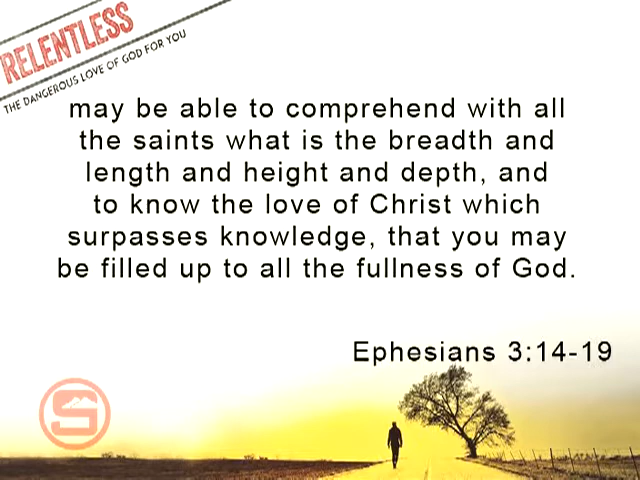 RELENTLESS
THE DANGEROUS LOVE OF GOD FOR YOU
may be able to comprehend with all
the saints what is the breadth and
length and height and depth, and
to know the love of Christ which
surpasses knowledge, that you may
be filled up to all the fullness of God.
Ephesians 3:14-19
S